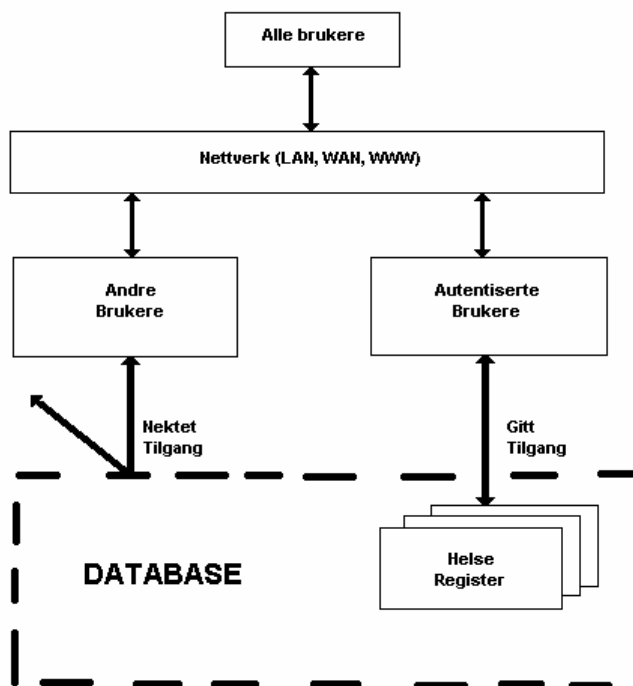 Alle brukere
Nettverk (LAN, WAN, WWW)
Andre
Brukere
Autentiserte
Brukere
Nektet
Tilgang
Gitt
Tilgang
DATABASE
Helse
Register